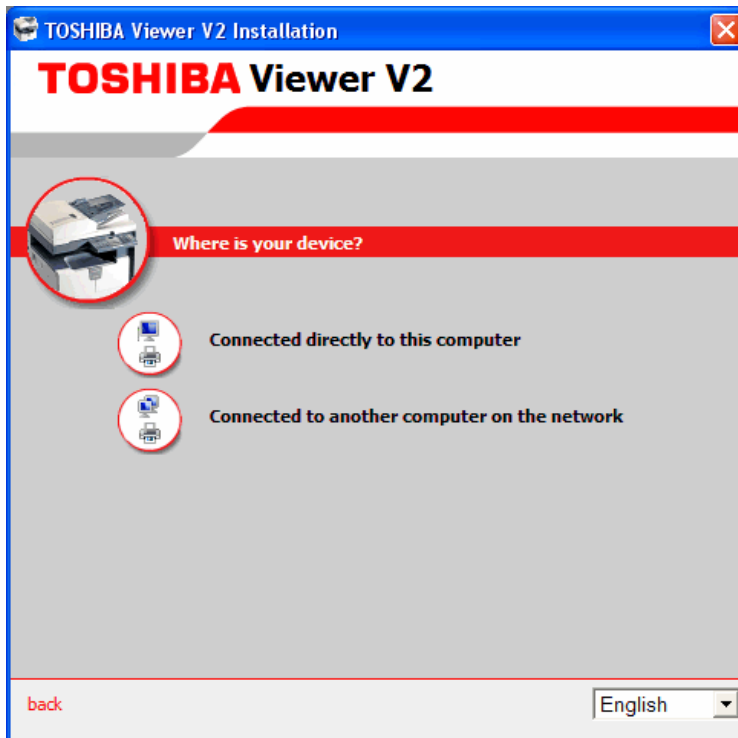 TOSHIBA Viewer V2 Installation
TOSHIBA Viewer V2
Where is your device?
Connected directly to this computer
Connected to another computer on the network
back
English